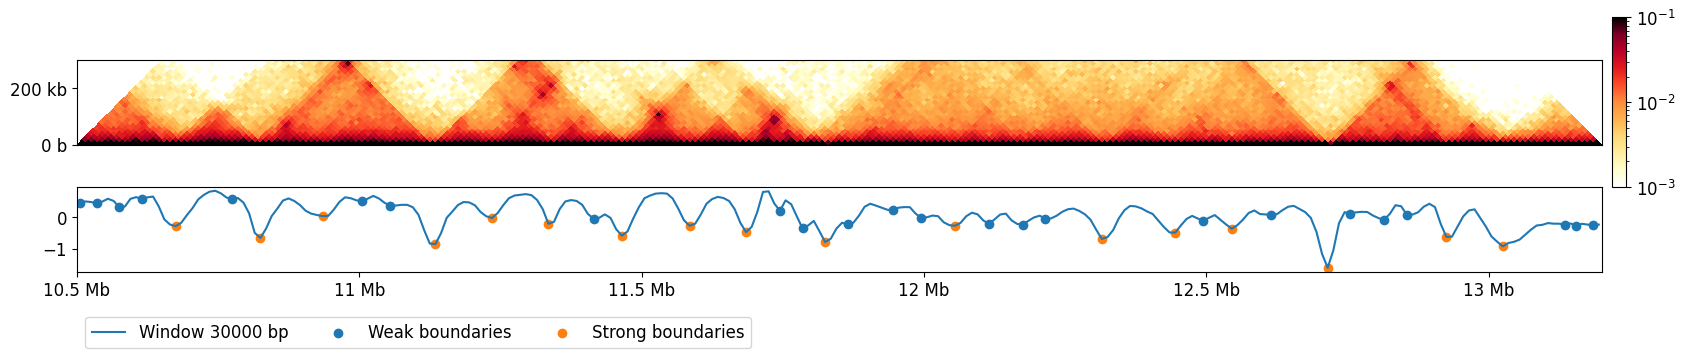 10⁻¹
200 kb
10⁻²
0 b
10⁻³
0
−1
10.5 Mb 11 Mb 11.5 Mb 12 Mb 12.5 Mb 13 Mb
Window 30000 bp Weak boundaries Strong boundaries